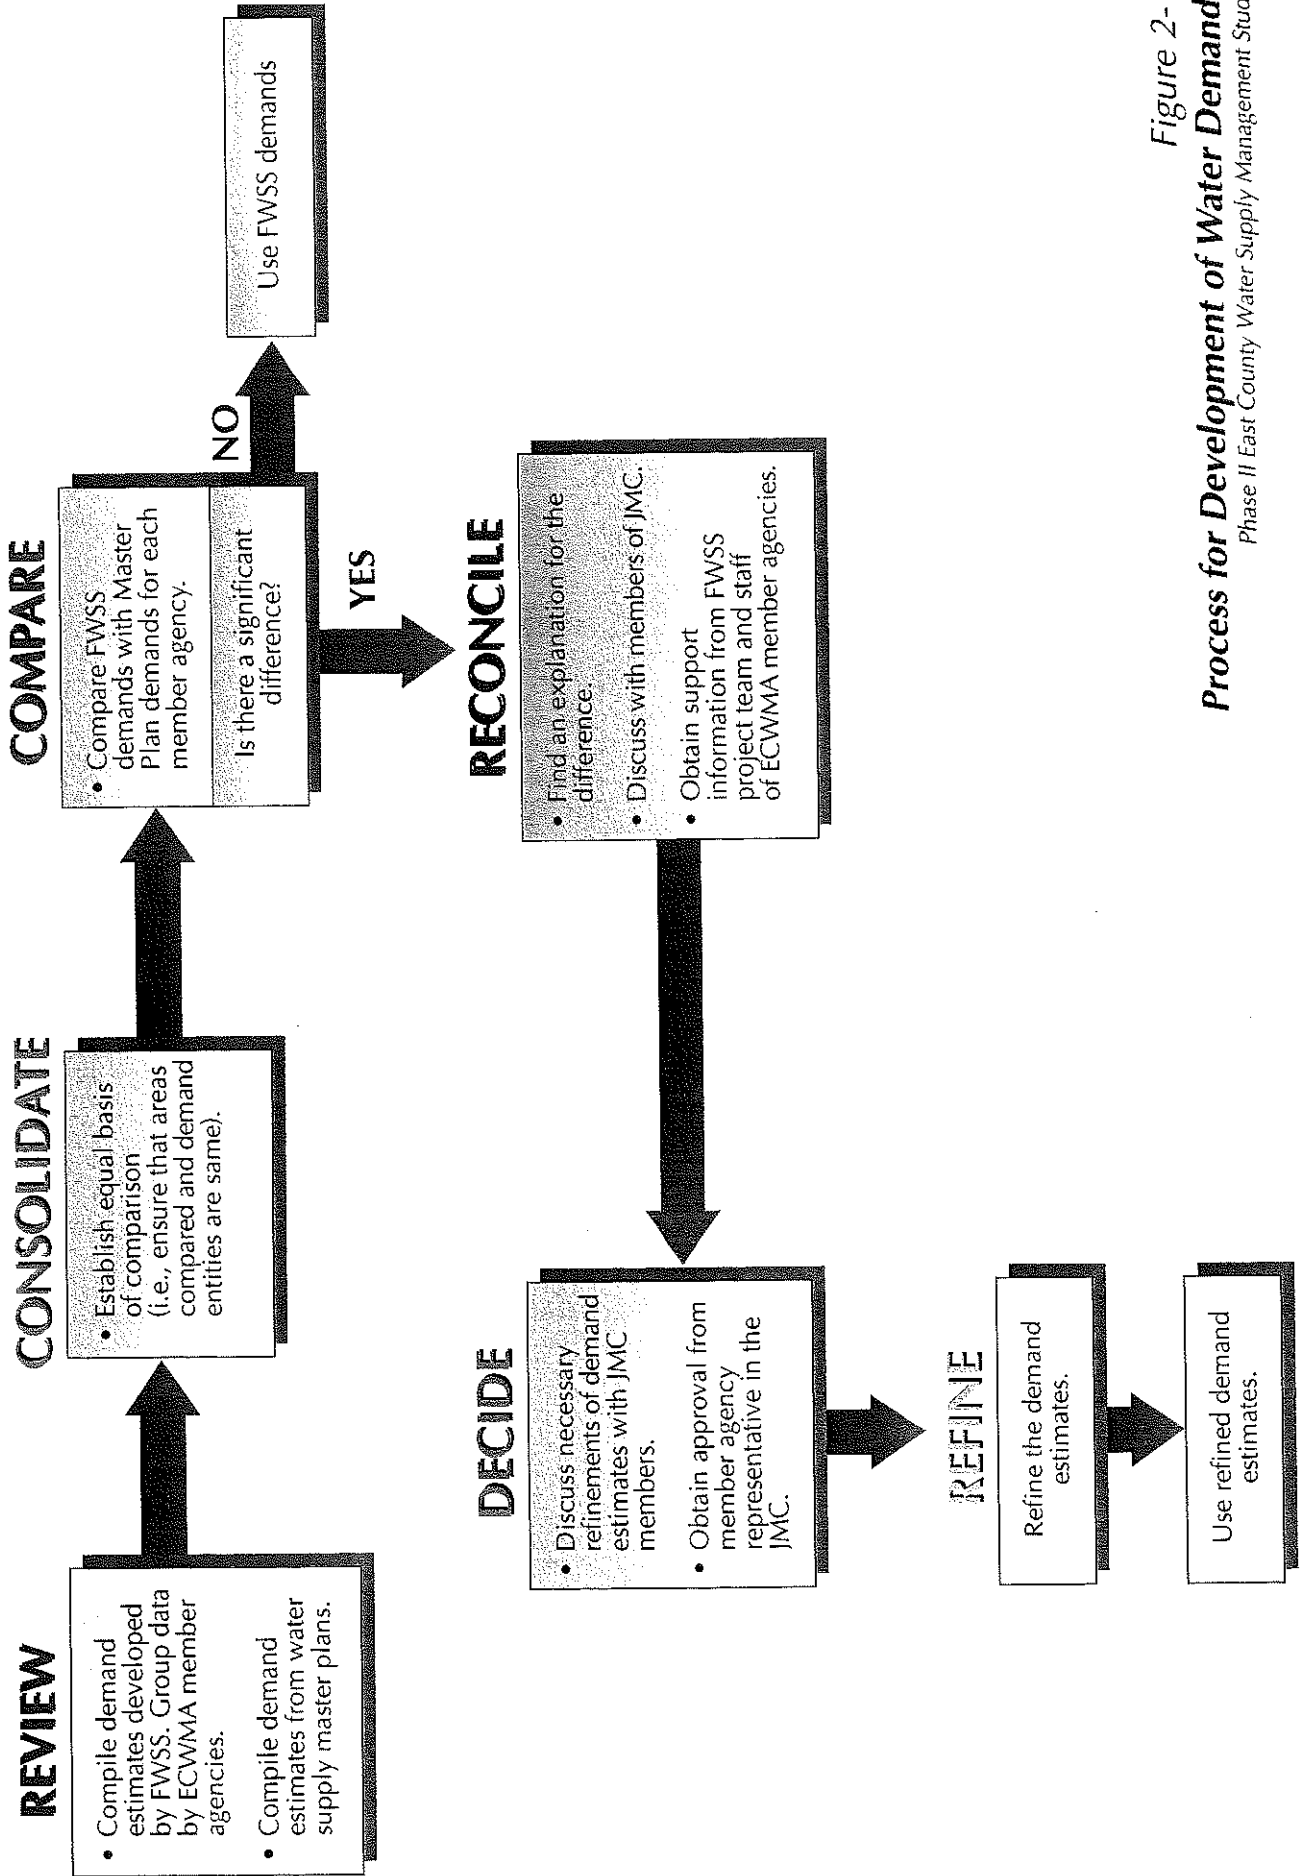 REVIEW
• Compile demand
estimates developed
by FWSS. Group data
by ECWMA member
agencies.
• Compile demand
estimates from water
supply master plans.
CONSOLIDATE
• Establish equal basis
of comparison
(i.e., ensure that areas
compared and demand
entities are same).
COMPARE
• Compare FWSS
demands with Master
Plan demands for each
member agency.
Is there a significant
difference?
NO
Use FWSS demands
YES
RECONCILE
• Find an explanation for the
difference.
• Discuss with members of JMC.
• Obtain support
information from FWSS
project team and staff
of ECWMA member agencies.
DECIDE
• Discuss necessary
refinements of demand
estimates with JMC
members.
• Obtain approval from
member agency
representative in the
JMC.
REFINE
Refine the demand
estimates.
Use refined demand
estimates.
Figure 2-
Process for Development of Water Demand
Phase II East County Water Supply Management Stud